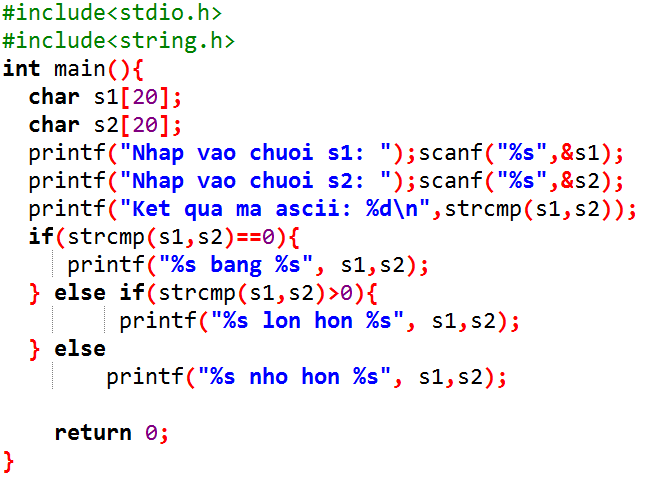 #include<stdio.h>
#include<string.h>
int main(){
  char s1[20];
  char s2[20];
  printf("Nhap vao chuoi s1: ");scanf("%s",&s1);
  printf("Nhap vao chuoi s2: ");scanf("%s",&s2);
  printf("Ket qua ma ascii: %d\n",strcmp(s1,s2));
  if(strcmp(s1,s2)==0){
     printf("%s bang %s", s1,s2);
  } else if(strcmp(s1,s2)>0){
         printf("%s lon hon %s", s1,s2);
  } else
        printf("%s nho hon %s", s1,s2);

    return 0;
}